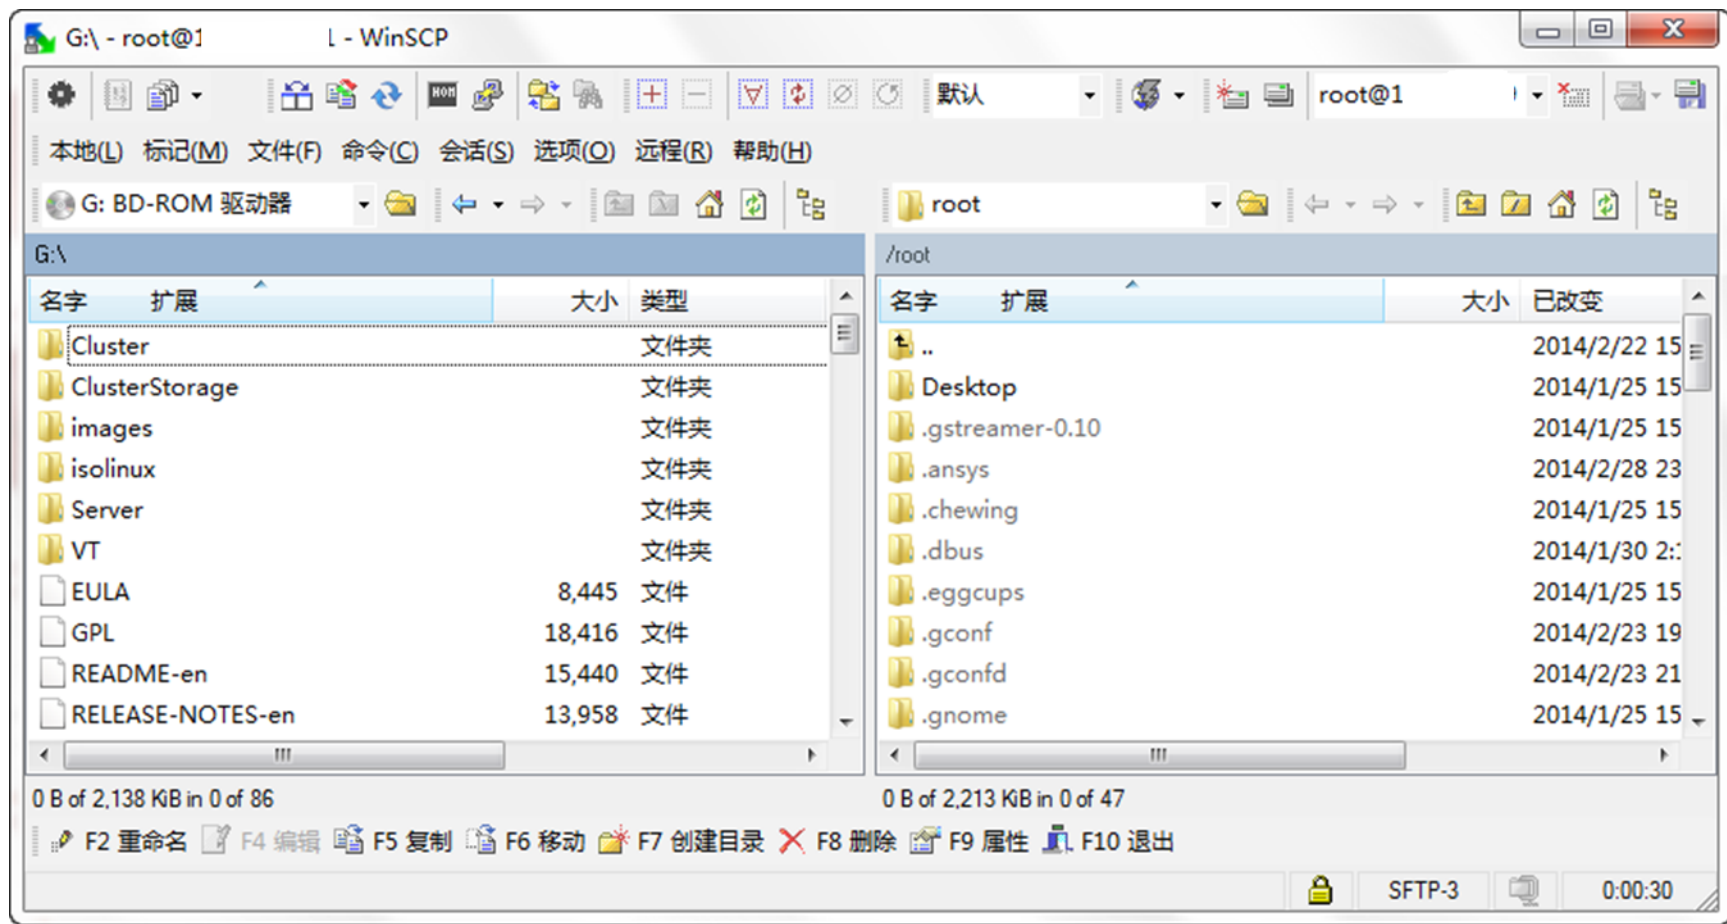 G:\ - root@1 1 - WinSCP
默认 root@1
本地(L) 标记(M) 文件(F) 命令(C) 会话(S) 选项(O) 远程(R) 帮助(H)
G: BD-ROM 驱动器
root
G:\
/root
名字 扩展 大小 类型
Cluster 文件夹
ClusterStorage 文件夹
images 文件夹
isolinux 文件夹
Server 文件夹
VT 文件夹
EULA 8,445 文件
GPL 18,416 文件
README-en 15,440 文件
RELEASE-NOTES-en 13,958 文件
名字 扩展 大小 已改变
.. 2014/2/22 15
Desktop 2014/1/25 15
.gstreamer-0.10 2014/1/25 15
.ansys 2014/2/28 23
.chewing 2014/1/25 15
.dbus 2014/1/30 2:
.eggcups 2014/1/25 15
.gconf 2014/2/23 19
.gconfd 2014/2/23 21
.gnome 2014/1/25 15
0 B of 2,138 KiB in 0 of 86
0 B of 2,213 KiB in 0 of 47
F2 重命名 F4 编辑 F5 复制 F6 移动 F7 创建目录 F8 删除 F9 属性 F10 退出
SFTP-3 0:00:30